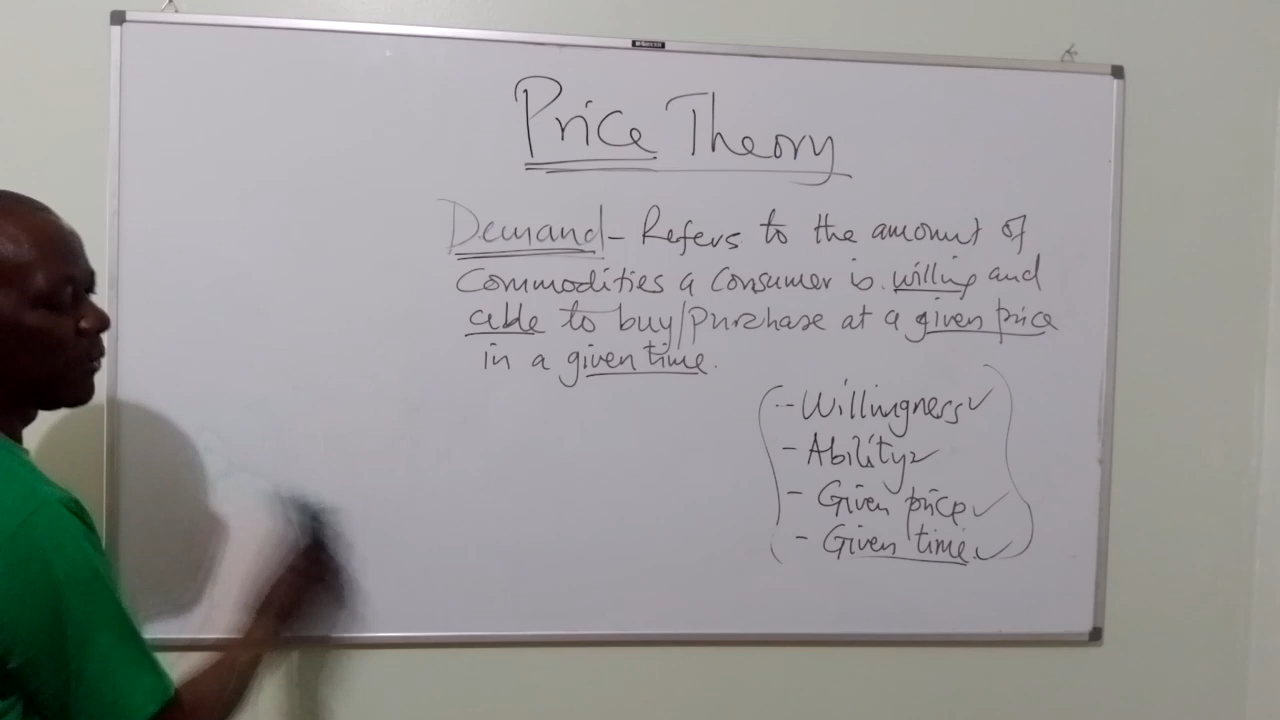 Price Theory
Demand - Refers to the amount of
Commodities a Consumer is willing and
able to buy/purchase at a given price
in a given time.
- Willingness ✓
- Ability ✓
- Given price ✓
- Given time ✓